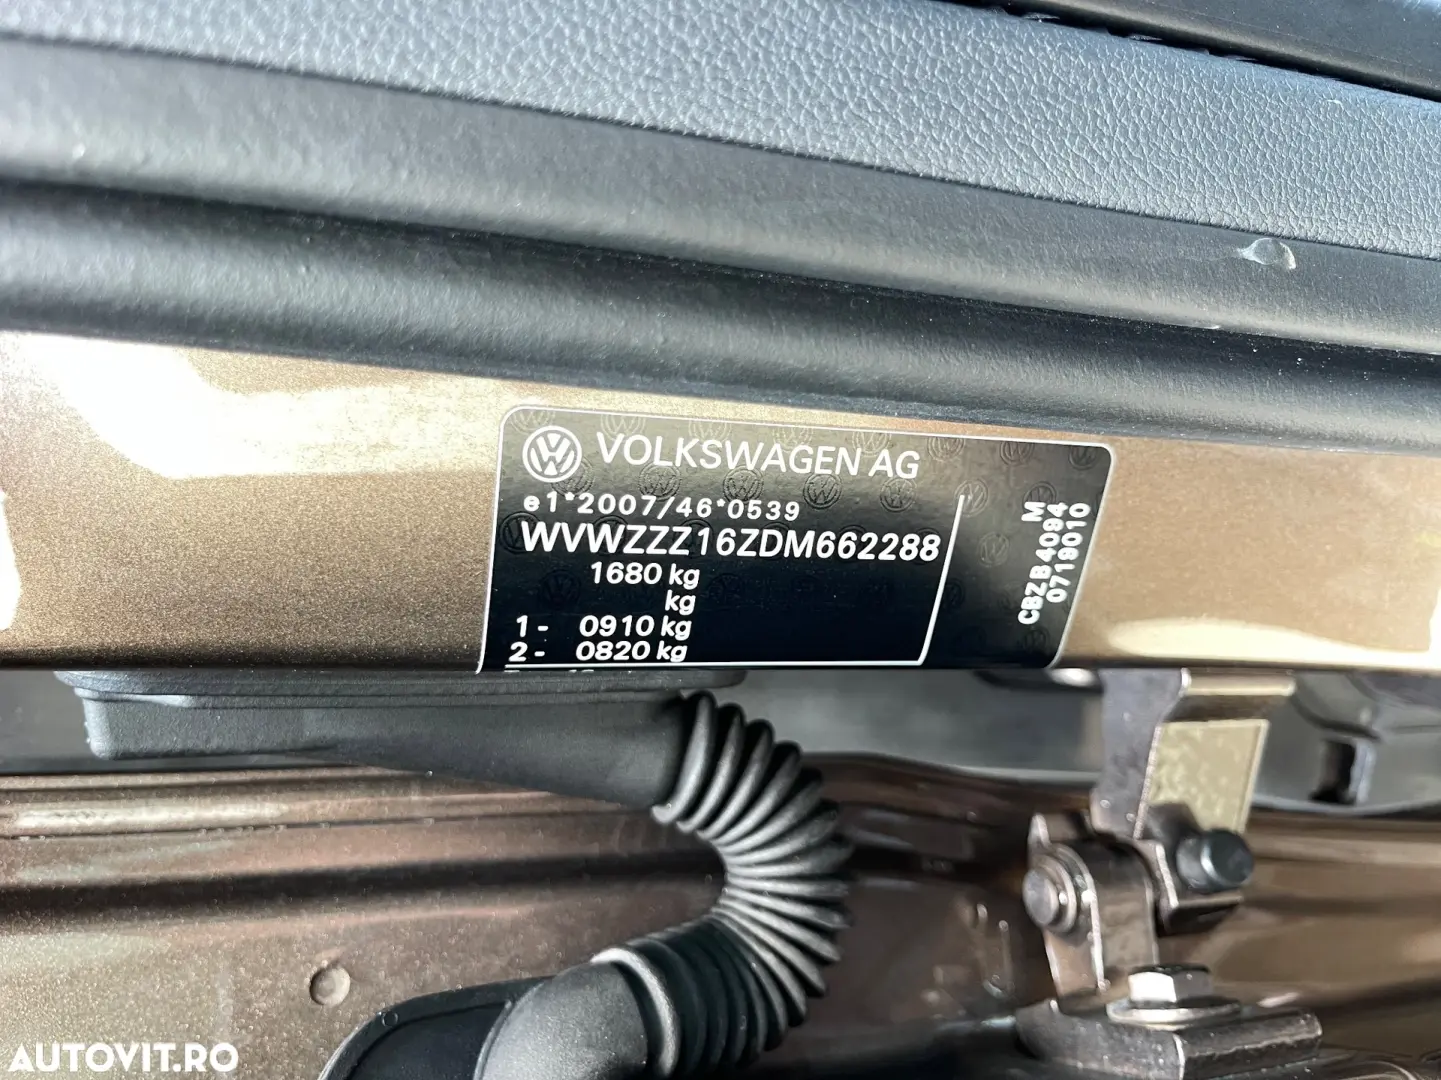 VOLKSWAGEN AG
e1*2007/46*0539
WVWZZZ16ZDM662288
1680 kg
kg
1- 0910 kg
2- 0820 kg
M
CBZB4094
0719010
AUTOVIT.RO